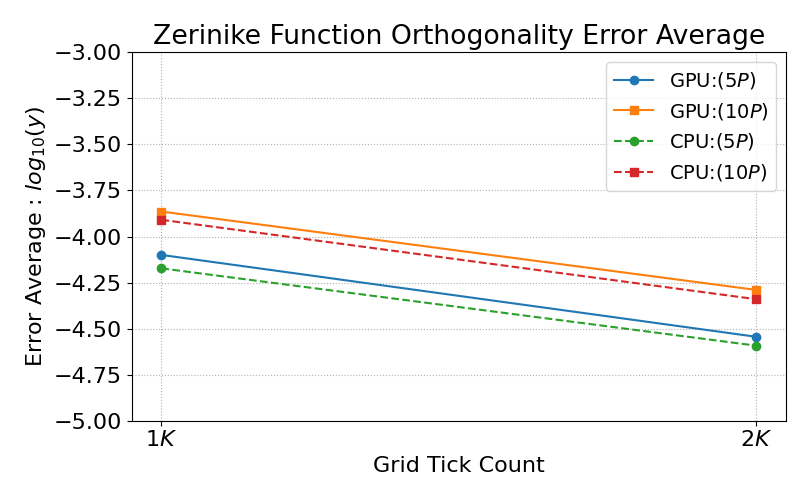 Zerinike Function Orthogonality Error Average
Error Average : log₁₀(y)
−3.00
−3.25
−3.50
−3.75
−4.00
−4.25
−4.50
−4.75
−5.00
GPU:(5P)
GPU:(10P)
CPU:(5P)
CPU:(10P)
1K
2K
Grid Tick Count